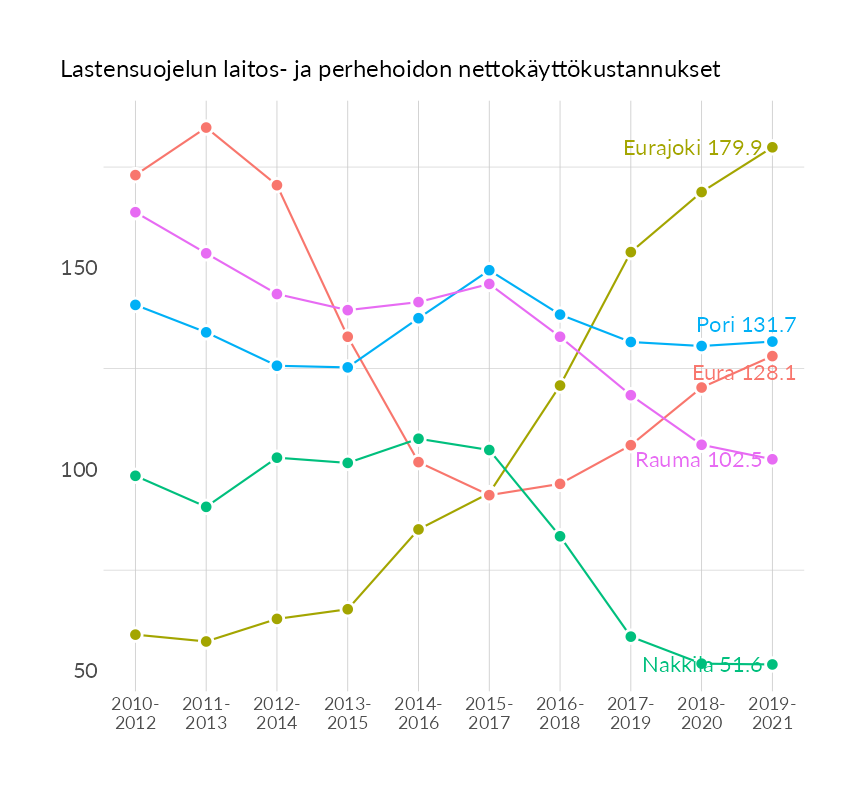 Lastensuojelun laitos- ja perhehoidon nettokäyttökustannukset
Eurajoki 179.9
150
Pori 131.7
Eura 128.1
Rauma 102.5
100
Nakkila 51.6
50
2010- 2011- 2012- 2013- 2014- 2015- 2016- 2017- 2018- 2019-
2012 2013 2014 2015 2016 2017 2018 2019 2020 2021